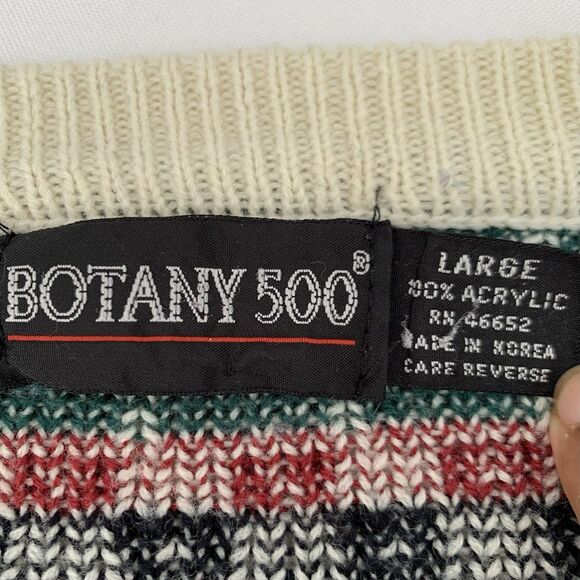 BOTANY 500®
LARGE
100% ACRYLIC
RN 46652
MADE IN KOREA
CARE REVERSE